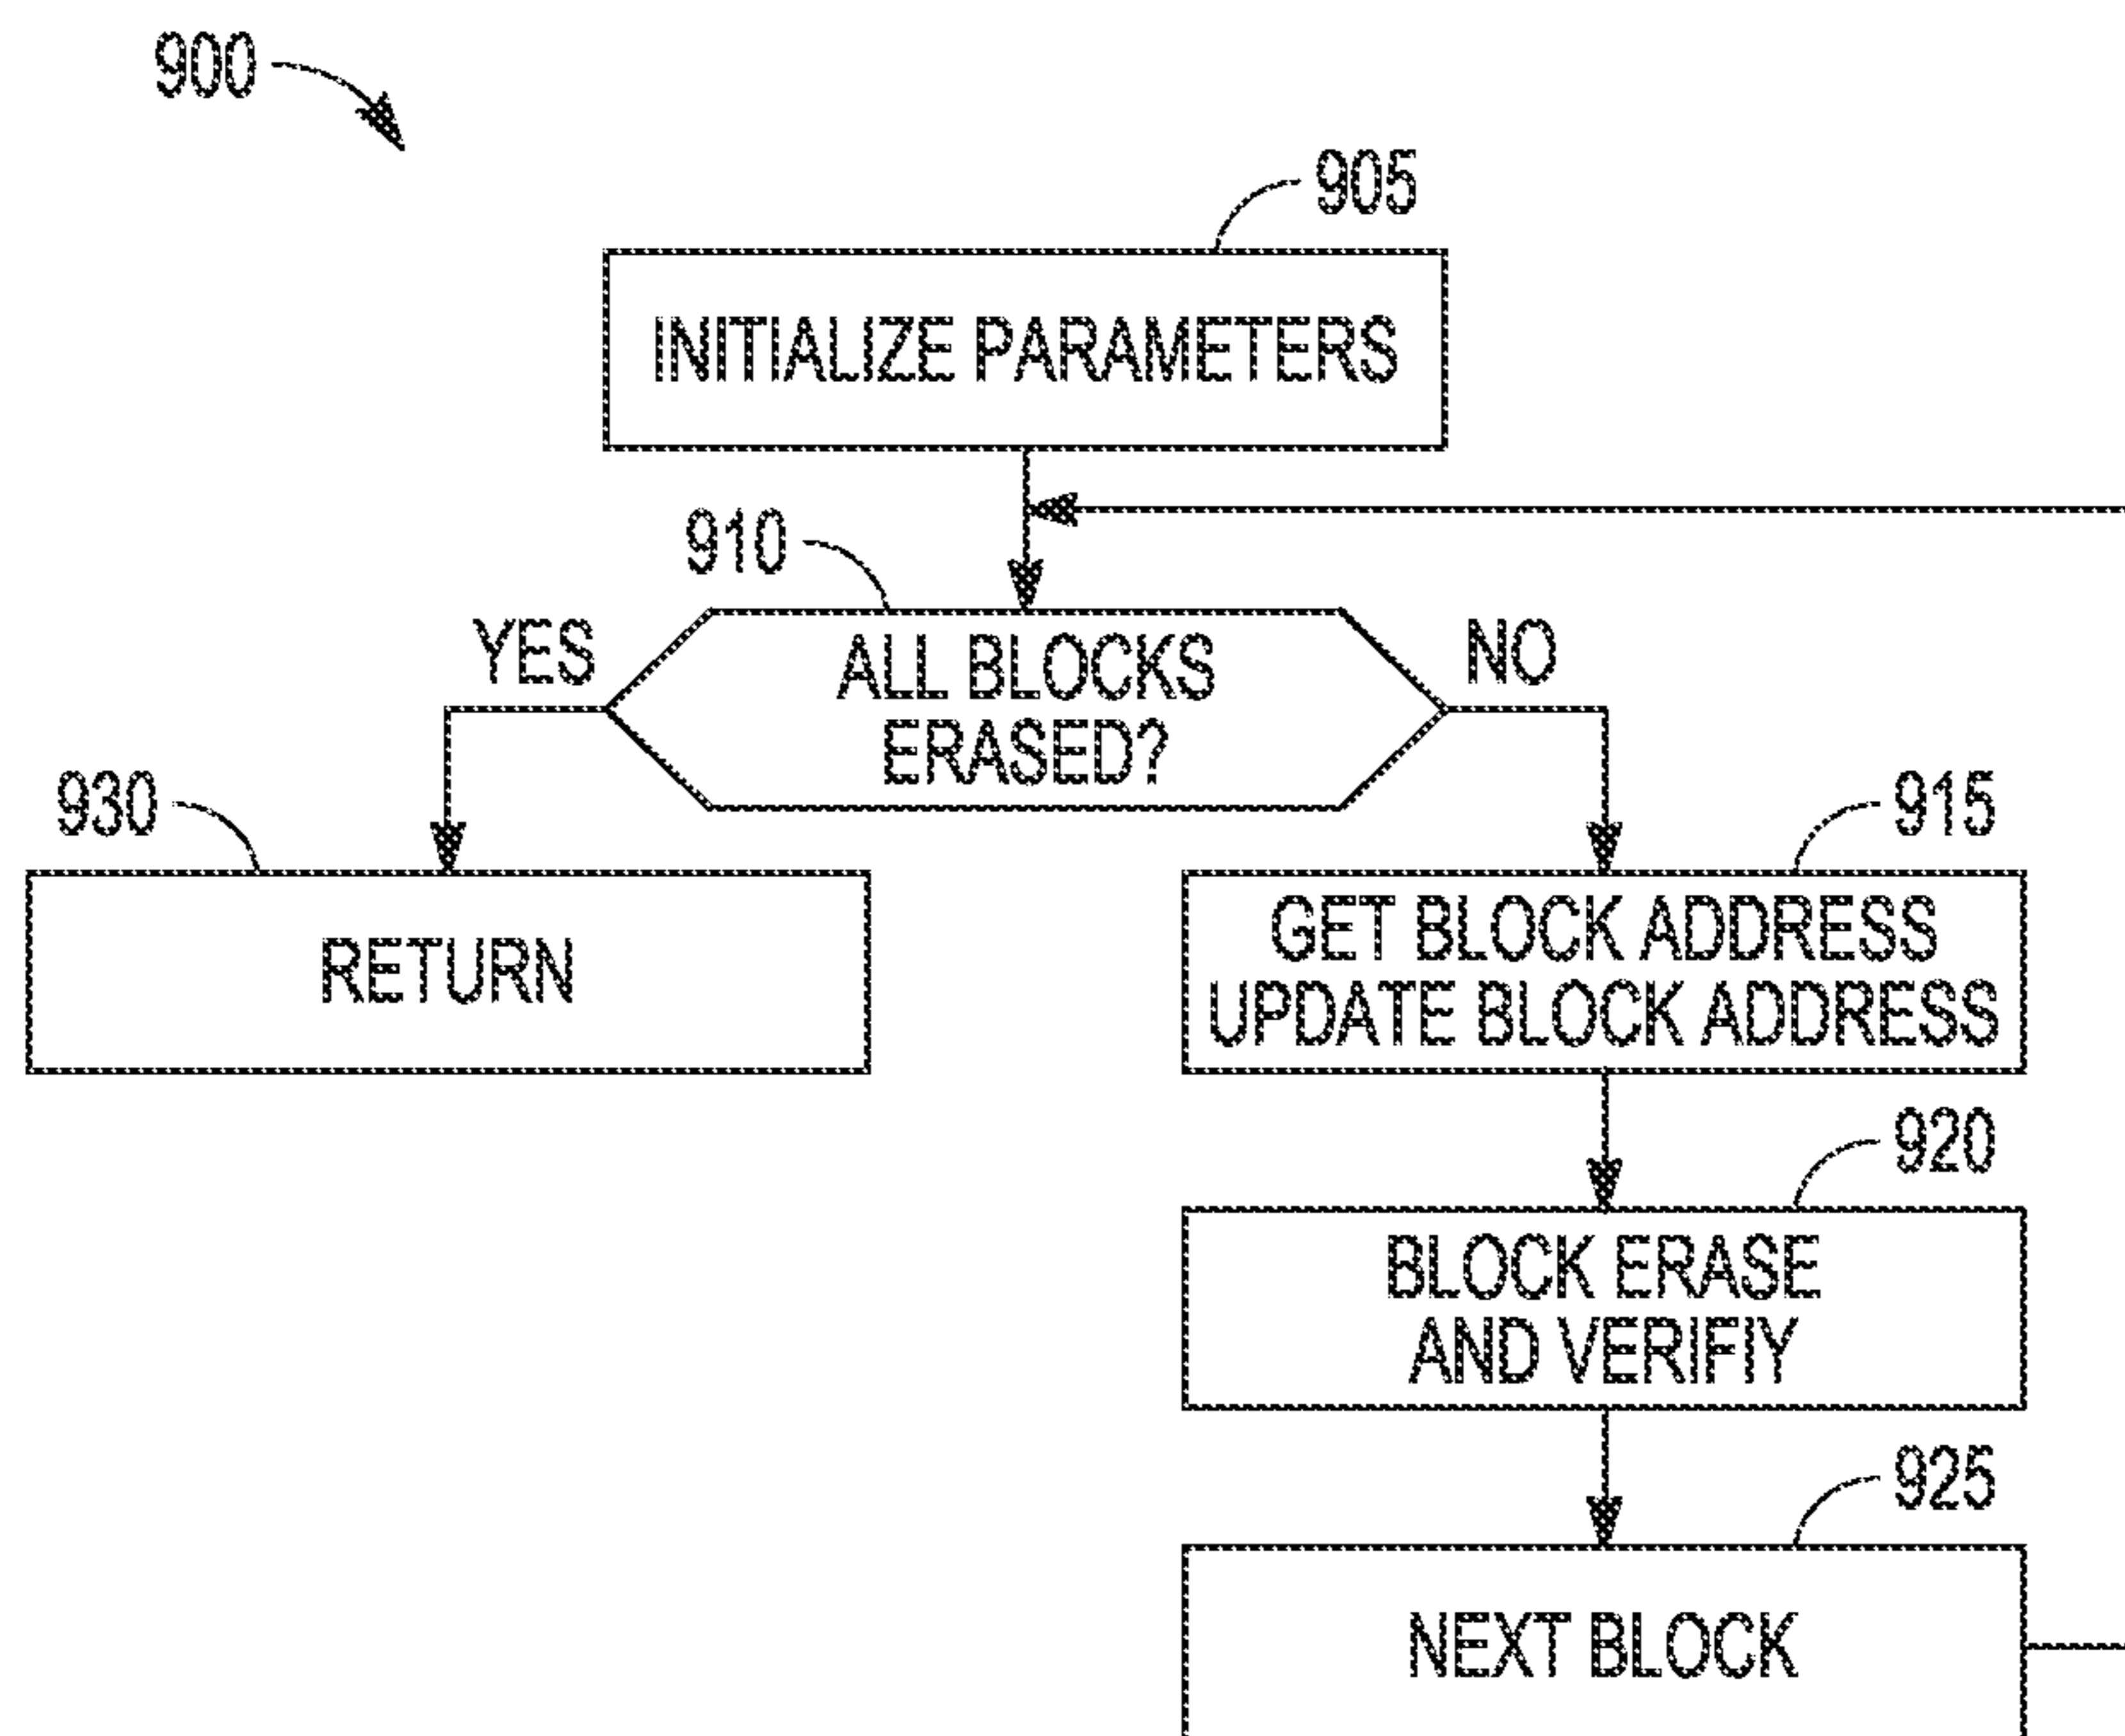 900
905
INITIALIZE PARAMETERS
910
YES
ALL BLOCKS
ERASED?
NO
930
RETURN
915
GET BLOCK ADDRESS
UPDATE BLOCK ADDRESS
920
BLOCK ERASE
AND VERIFIY
925
NEXT BLOCK